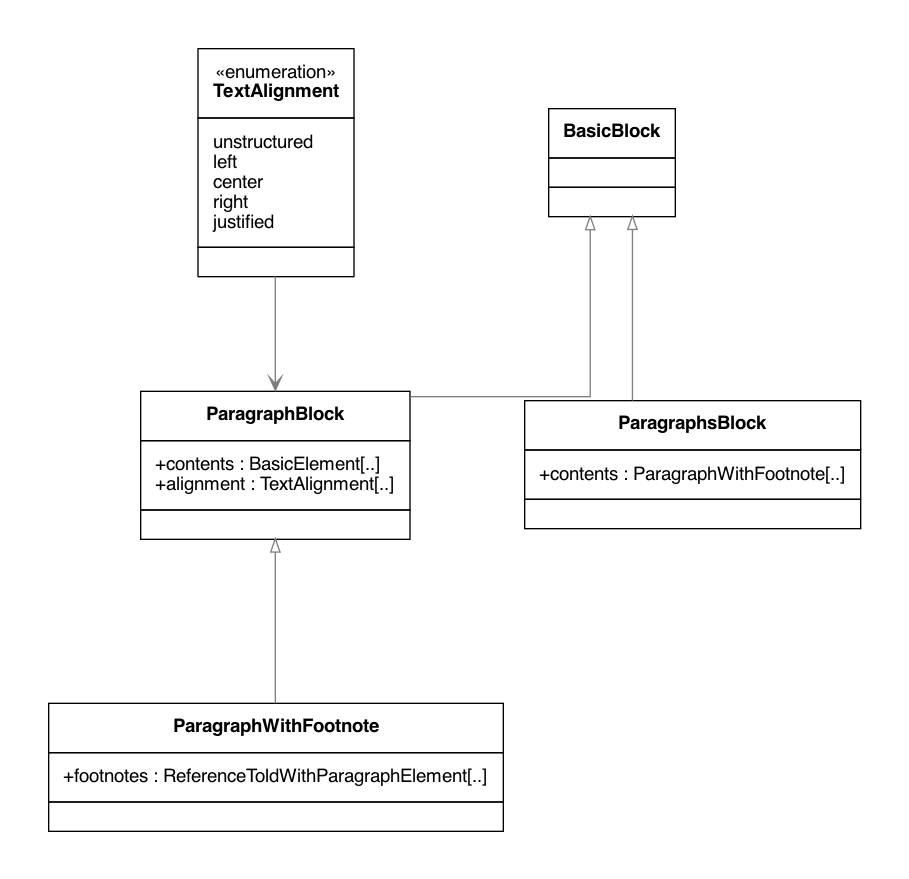 «enumeration»
TextAlignment
unstructured
left
center
right
justified
BasicBlock
ParagraphBlock
+contents : BasicElement[..]
+alignment : TextAlignment[..]
ParagraphsBlock
+contents : ParagraphWithFootnote[..]
ParagraphWithFootnote
+footnotes : ReferenceToIdWithParagraphElement[..]